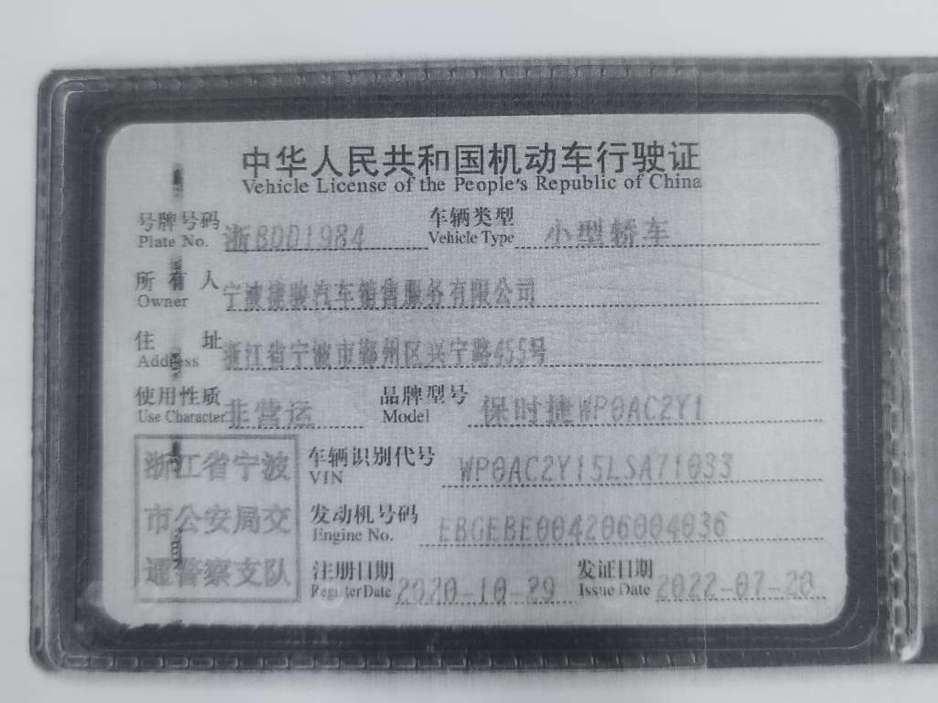 中华人民共和国机动车行驶证
Vehicle License of the People's Republic of China
号牌号码 浙BDD1984 车辆类型 小型轿车
Plate No. Vehicle Type
所有人 宁波捷骏汽车销售服务有限公司
Owner
住址 浙江省宁波市鄞州区兴宁路455号
Address
使用性质 非营运 品牌型号 保时捷WP0AC2Y1
Use Character Model
浙江省宁波 车辆识别代号 WP0AC2Y15LSA71033
VIN
市公安局交 发动机号码 EBGEBE004206004036
Engine No.
通警察支队 注册日期 2020-10-29 发证日期 2022-07-20
Register Date Issue Date